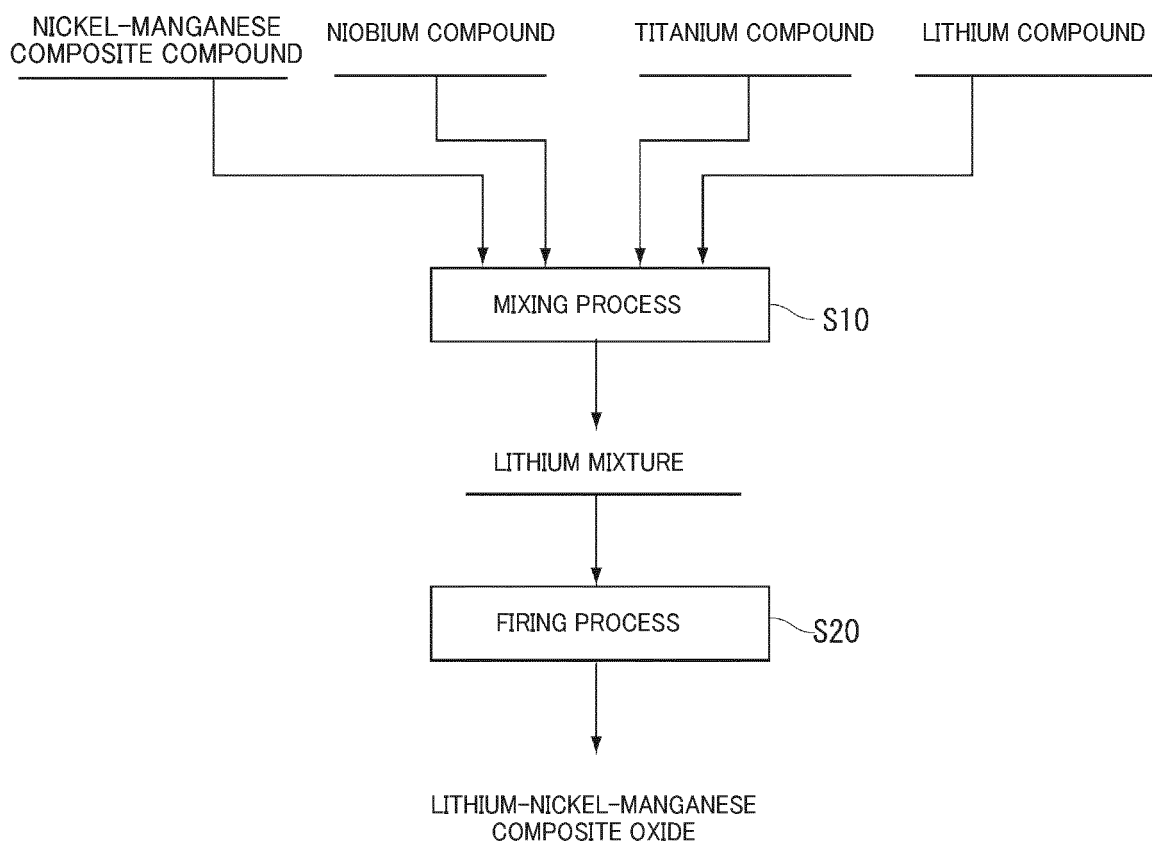 NICKEL-MANGANESE
COMPOSITE COMPOUND
NIOBIUM COMPOUND
TITANIUM COMPOUND
LITHIUM COMPOUND
MIXING PROCESS
S10
LITHIUM MIXTURE
FIRING PROCESS
S20
LITHIUM-NICKEL-MANGANESE
COMPOSITE OXIDE